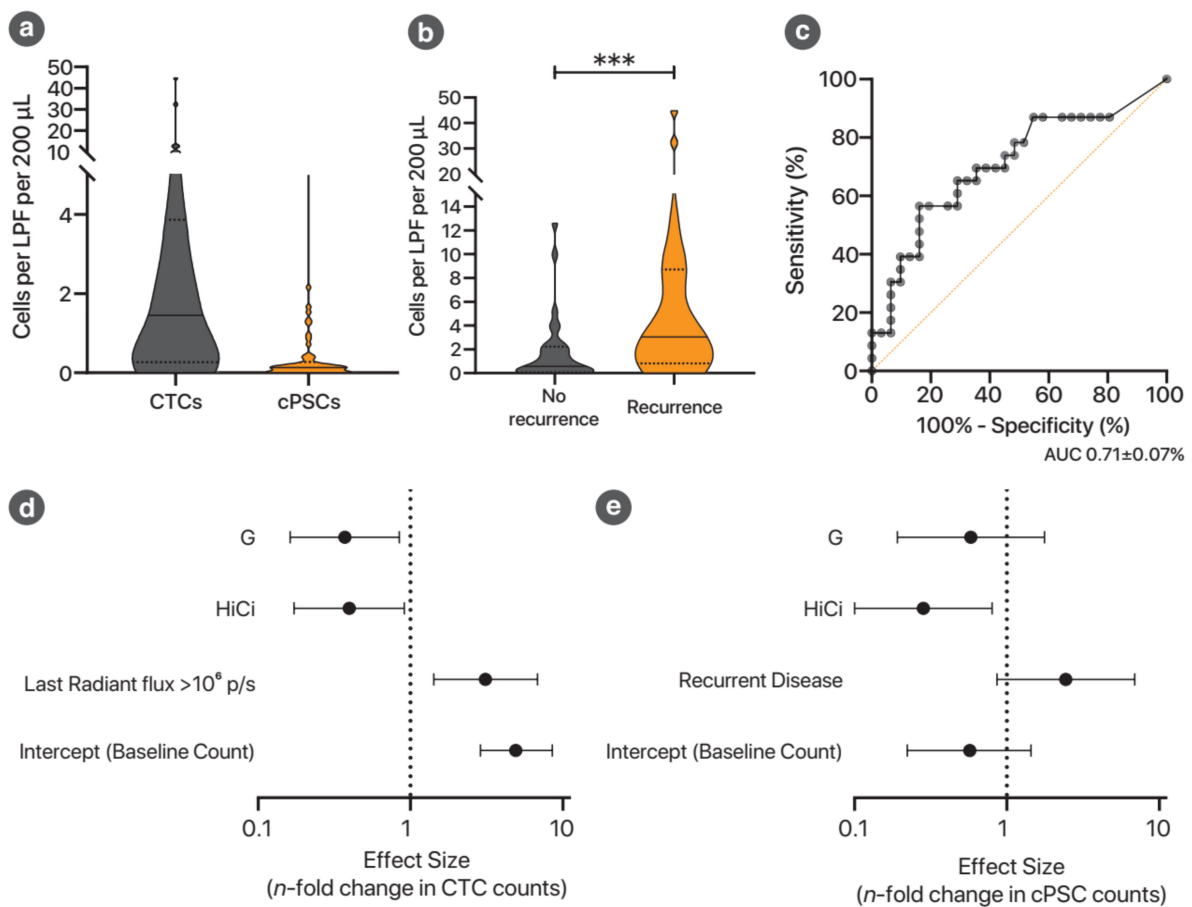 a
Cells per LPF per 200 µL
50
40
30
20
10
4
2
0
CTCs
cPSCs
b
***
Cells per LPF per 200 µL
50
40
30
20
14
12
10
8
6
4
2
0
No
recurrence
Recurrence
c
Sensitivity (%)
100
80
60
40
20
0
0
20
40
60
80
100
100% - Specificity (%)
AUC 0.71±0.07%
d
G
HiCi
Last Radiant flux >10⁶ p/s
Intercept (Baseline Count)
0.1
1
10
Effect Size
(n-fold change in CTC counts)
e
G
HiCi
Recurrent Disease
Intercept (Baseline Count)
0.1
1
10
Effect Size
(n-fold change in cPSC counts)